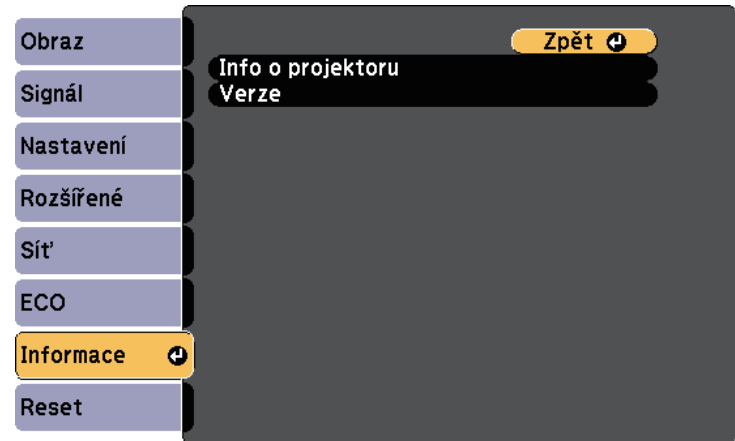 Obraz
Signál
Nastavení
Rozšířené
Síť
ECO
Informace
Reset
Zpět
Info o projektoru
Verze